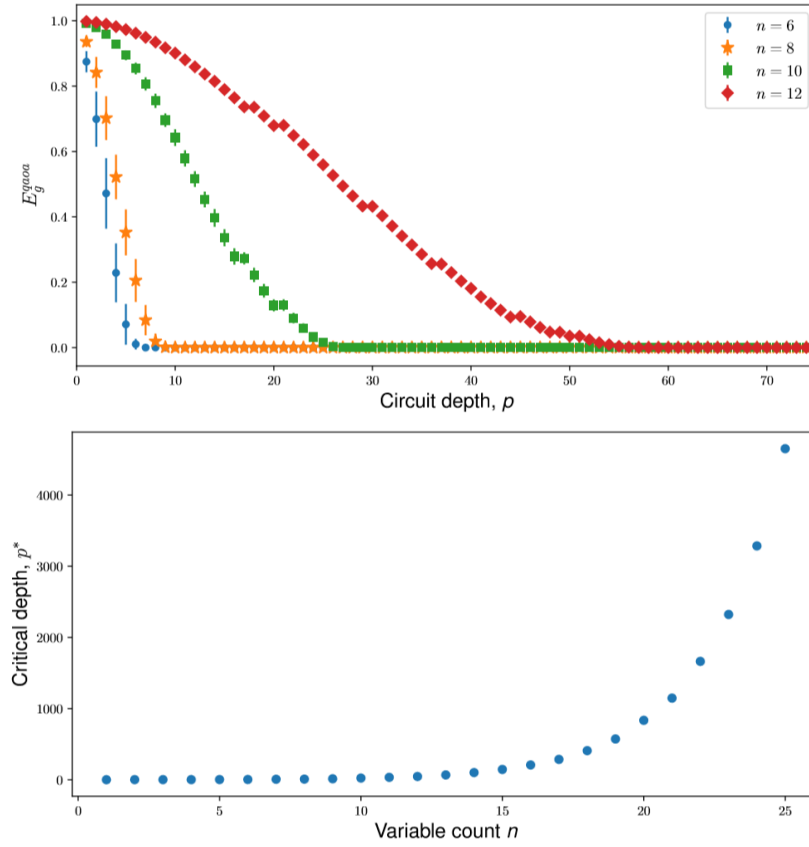 1.0
0.8
0.6
0.4
0.2
0.0
E_g^{qaoa}
n = 6
n = 8
n = 10
n = 12
0 10 20 30 40 50 60 70
Circuit depth, p
4000
3000
2000
1000
0
Critical depth, p*
0 5 10 15 20 25
Variable count n